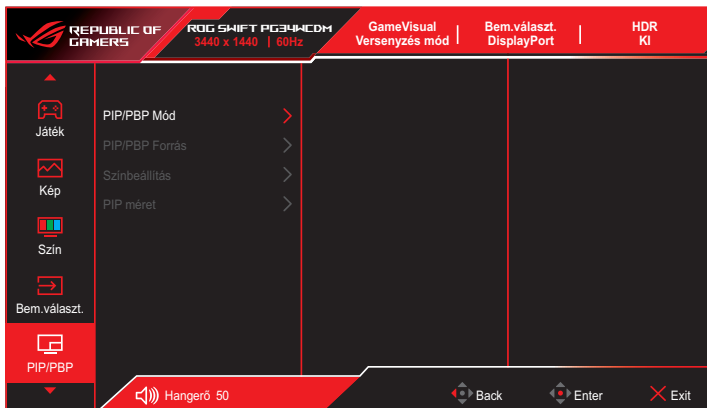 REPUBLIC OF
GAMERS
ROG SWIFT PG34WCDM
3440 x 1440 | 60Hz
GameVisual
Versenyzés mód
Bem.választ.
DisplayPort
HDR
KI
Játék
Kép
Szín
Bem.választ.
PIP/PBP
PIP/PBP Mód
PIP/PBP Forrás
Színbeállítás
PIP méret
Hangerő 50
Back
Enter
Exit